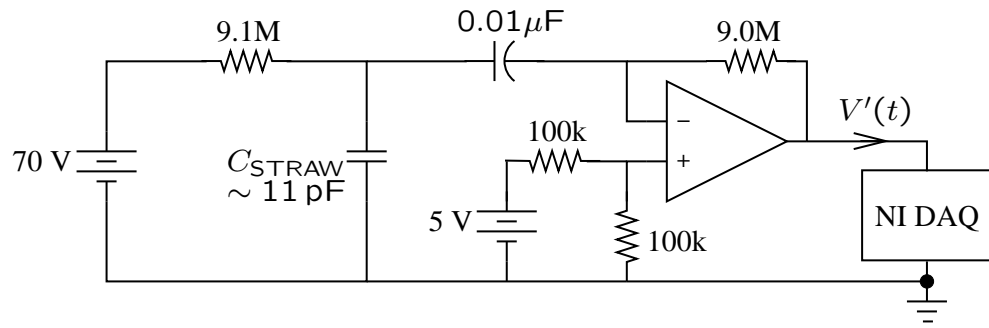 0.01μF
9.1M
9.0M
V′(t)
100k
−
70 V
C_STRAW
∼ 11 pF
+
5 V
100k
NI DAQ